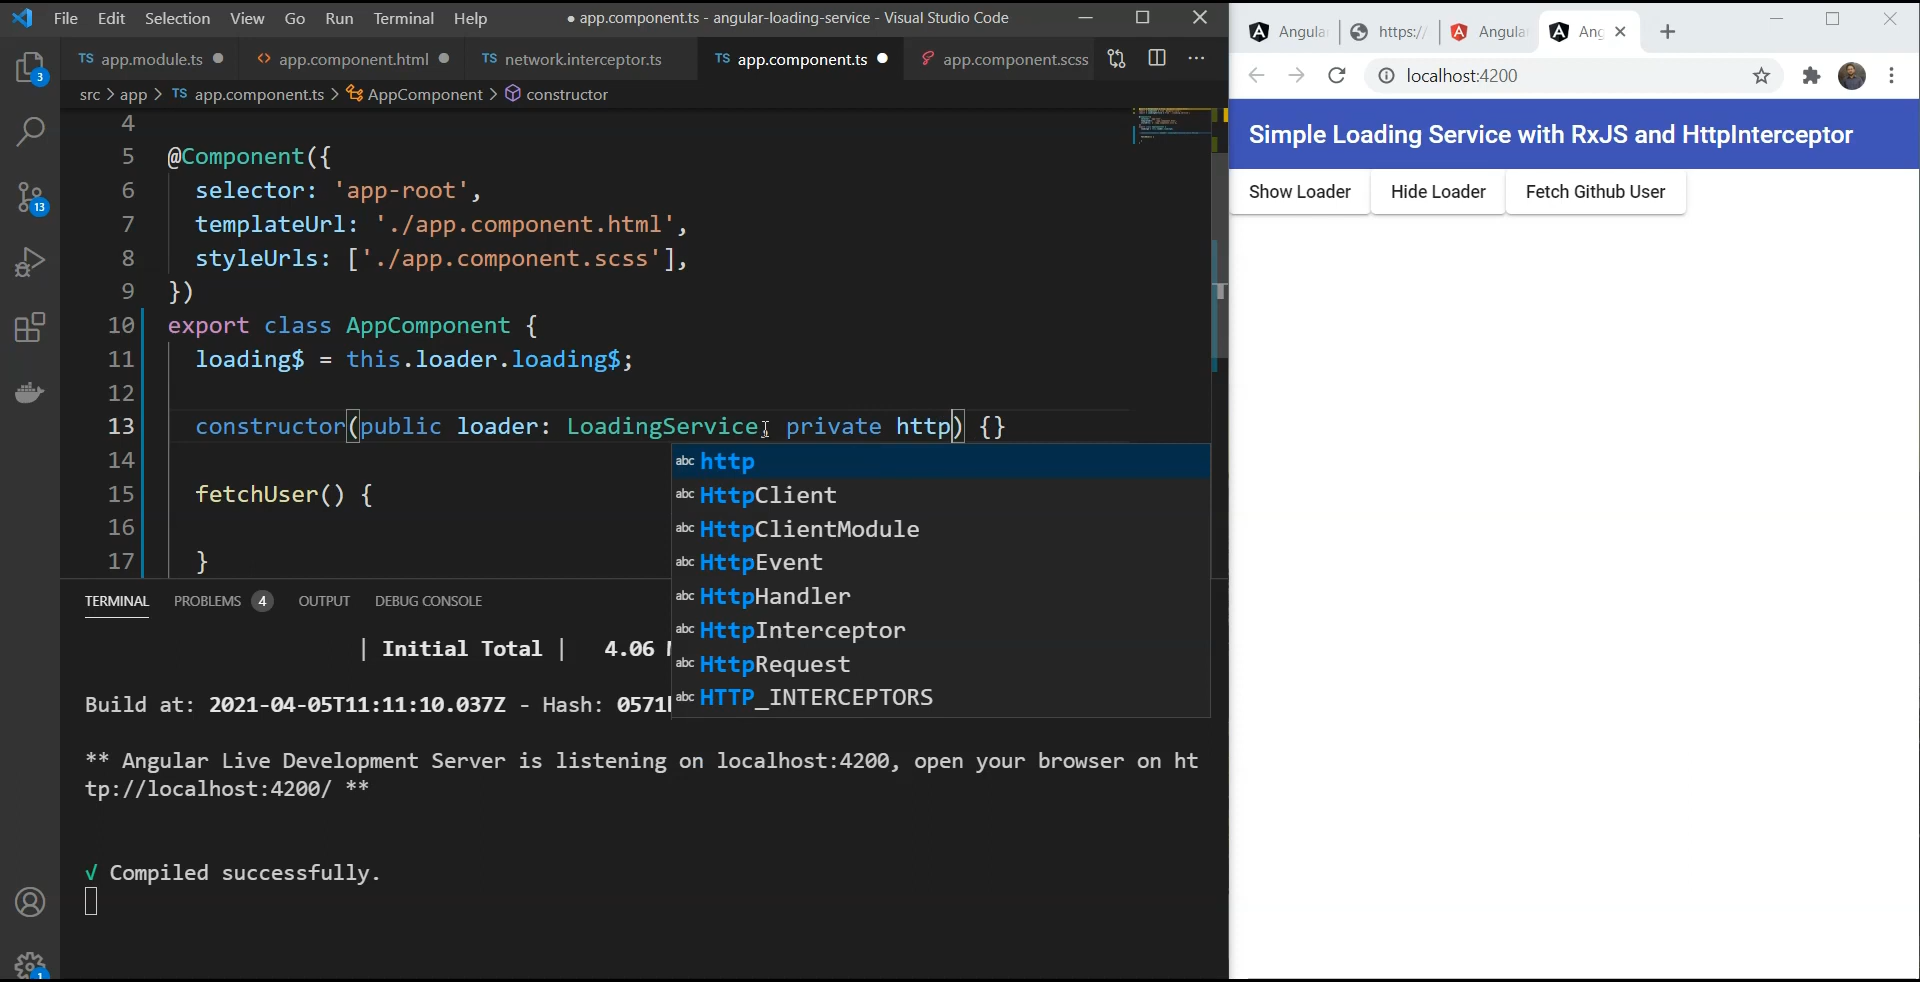 File Edit Selection View Go Run Terminal Help
● app.component.ts - angular-loading-service - Visual Studio Code
TS app.module.ts ●
<> app.component.html ●
TS network.interceptor.ts
TS app.component.ts ●
app.component.scss
src > app > TS app.component.ts > AppComponent > constructor
4
5 @Component({
6 selector: 'app-root',
7 templateUrl: './app.component.html',
8 styleUrls: ['./app.component.scss'],
9 })
10 export class AppComponent {
11 loading$ = this.loader.loading$;
12
13 constructor(public loader: LoadingService, private http) {}
14
15 fetchUser() {
16
17 }
abc http
abc HttpClient
abc HttpClientModule
abc HttpEvent
abc HttpHandler
abc HttpInterceptor
abc HttpRequest
abc HTTP_INTERCEPTORS
TERMINAL PROBLEMS 4 OUTPUT DEBUG CONSOLE
| Initial Total | 4.06
Build at: 2021-04-05T11:11:10.037Z - Hash: 0571
** Angular Live Development Server is listening on localhost:4200, open your browser on ht
tp://localhost:4200/ **
√ Compiled successfully.
3
13
1
Angular
https:/
Angular
Ang
localhost:4200
Simple Loading Service with RxJS and HttpInterceptor
Show Loader Hide Loader Fetch Github User